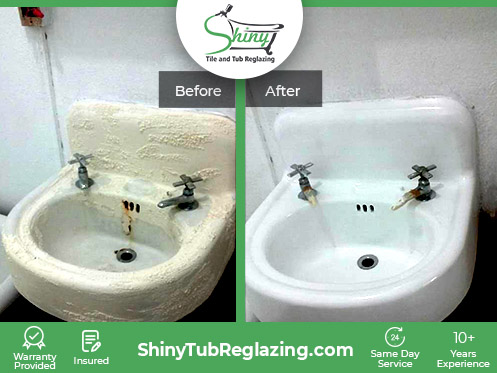 Shiny
Tile and Tub Reglazing
Before
After
Warranty
Provided
Insured
ShinyTubReglazing.com
24
Same Day
Service
10+
Years
Experience